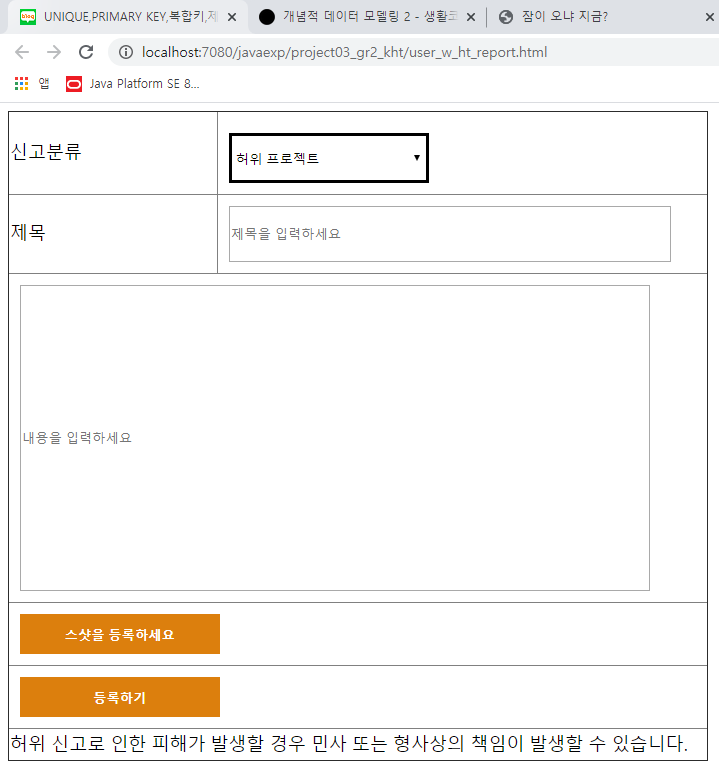 UNIQUE,PRIMARY KEY,복합키,제
개념적 데이터 모델링 2 - 생활코
잠이 오냐 지금?
localhost:7080/javaexp/project03_gr2_kht/user_w_ht_report.html
앱
Java Platform SE 8...
신고분류
허위 프로젝트
제목
제목을 입력하세요
내용을 입력하세요
스샷을 등록하세요
등록하기
허위 신고로 인한 피해가 발생할 경우 민사 또는 형사상의 책임이 발생할 수 있습니다.